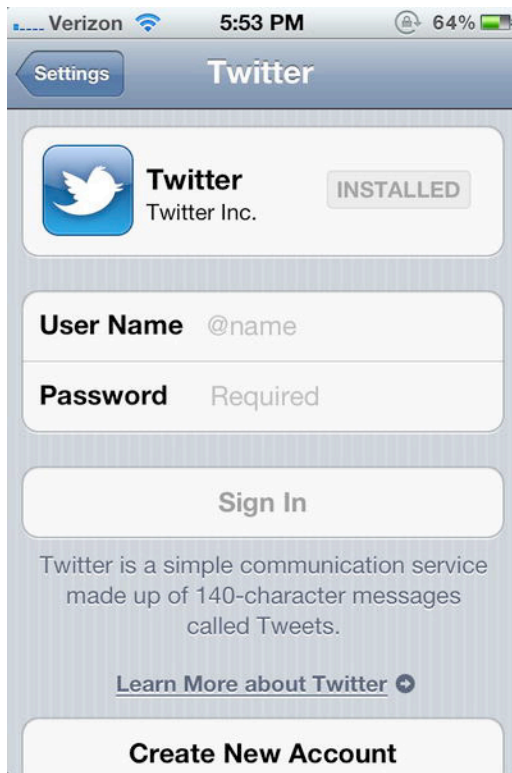 Verizon 5:53 PM 64%
Settings Twitter
Twitter
Twitter Inc.
INSTALLED
User Name @name
Password Required
Sign In
Twitter is a simple communication service
made up of 140-character messages
called Tweets.
Learn More about Twitter
Create New Account